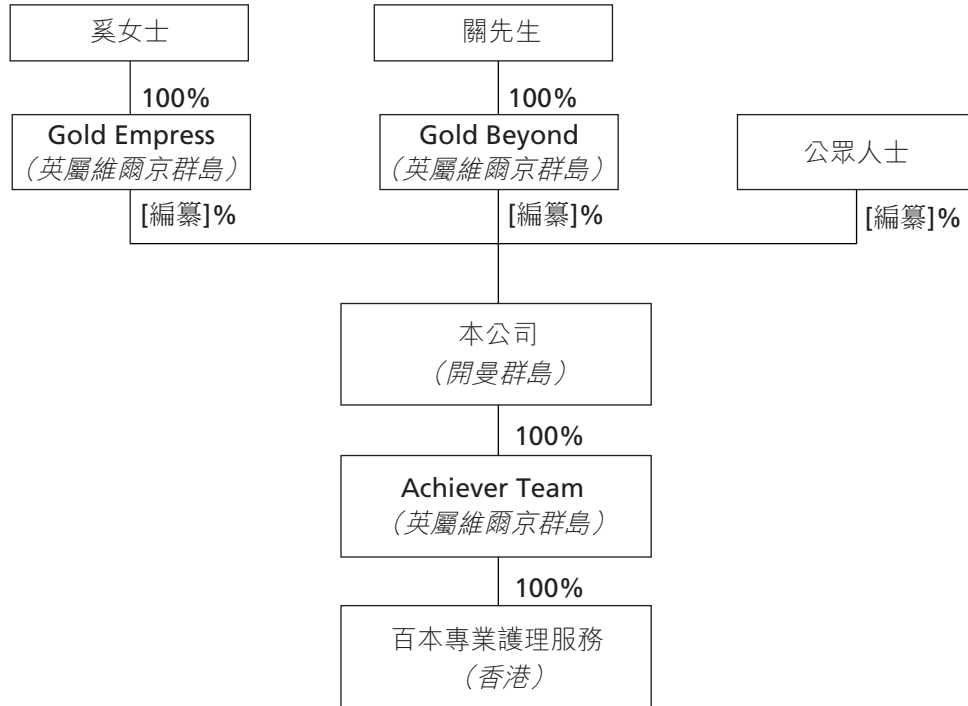 奚女士
關先生
100%
100%
Gold Empress
（英屬維爾京群島）
Gold Beyond
（英屬維爾京群島）
公眾人士
[編纂]%
[編纂]%
[編纂]%
本公司
（開曼群島）
100%
Achiever Team
（英屬維爾京群島）
100%
百本專業護理服務
（香港）